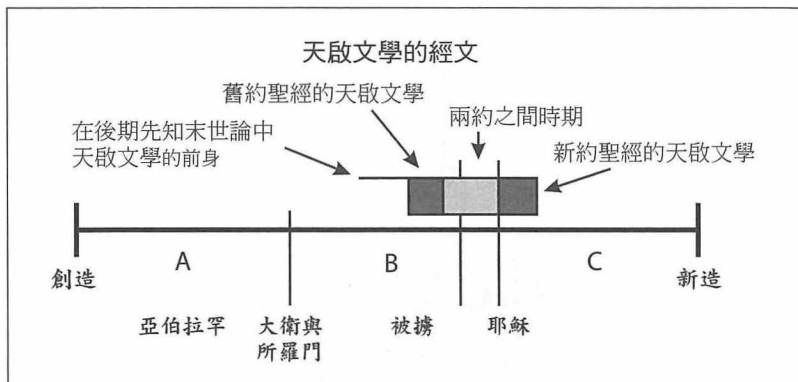 天啟文學的經文
舊約聖經的天啟文學
兩約之間時期
在後期先知末世論中
天啟文學的前身
新約聖經的天啟文學
A
B
C
創造
新造
亞伯拉罕
大衛與
所羅門
被擄
耶穌